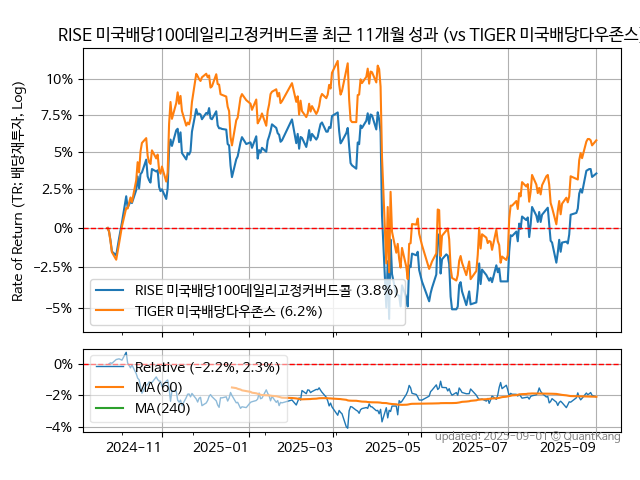 RISE 미국배당100데일리고정커버드콜 최근 11개월 성과 (vs TIGER 미국배당다우존스)
Rate of Return (TR: 배당재투자, Log)
10%
7.5%
5%
2.5%
0%
−2.5%
−5%
RISE 미국배당100데일리고정커버드콜 (3.8%)
TIGER 미국배당다우존스 (6.2%)
0%
−2%
−4%
Relative (−2.2%, 2.3%)
MA(60)
MA(240)
2024−11
2025−01
2025−03
2025−05
2025−07
2025−09
updated: 2025−09−01 © QuantKang